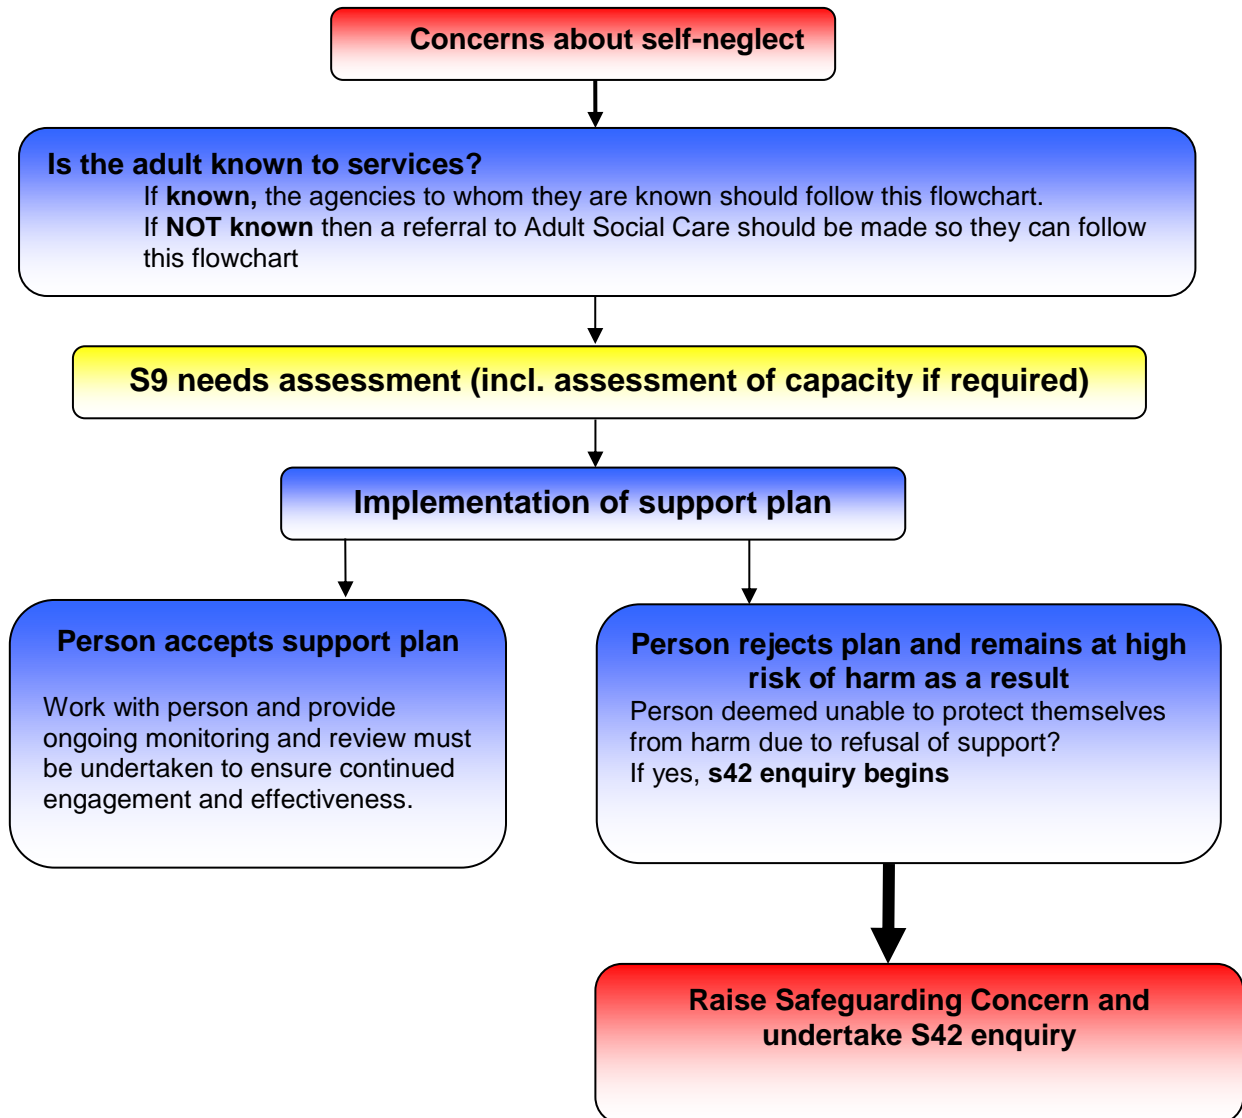 Concerns about self-neglect
Is the adult known to services?
If known, the agencies to whom they are known should follow this flowchart.
If NOT known then a referral to Adult Social Care should be made so they can follow
this flowchart
S9 needs assessment (incl. assessment of capacity if required)
Implementation of support plan
Person accepts support plan
Work with person and provide
ongoing monitoring and review must
be undertaken to ensure continued
engagement and effectiveness.
Person rejects plan and remains at high
risk of harm as a result
Person deemed unable to protect themselves
from harm due to refusal of support?
If yes, s42 enquiry begins
Raise Safeguarding Concern and
undertake S42 enquiry